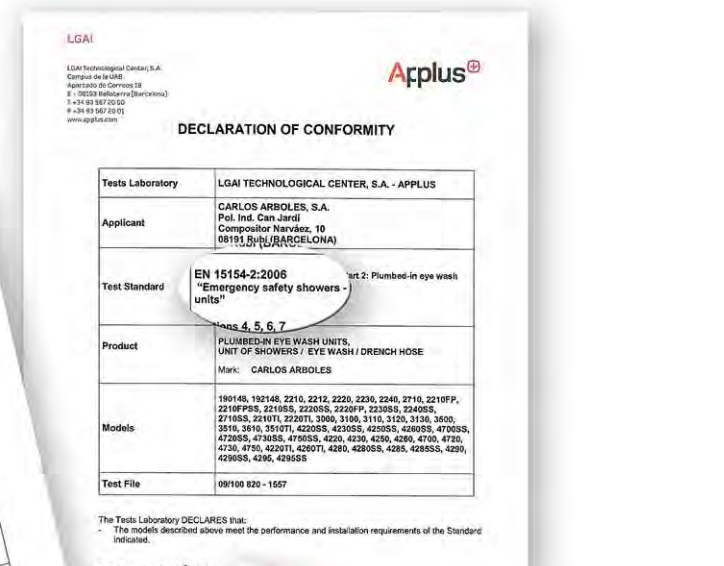 LGAI
LGAI Technological Center, S.A.
Campus de la UAB
Apartado de Correos 18
E - 08193 Bellaterra (Barcelona)
T +34 93 567 20 00
F +34 93 567 20 01
www.applus.com
Applus+
DECLARATION OF CONFORMITY
Tests Laboratory
LGAI TECHNOLOGICAL CENTER, S.A. - APPLUS
Applicant
CARLOS ARBOLES, S.A.
Pol. Ind. Can Jardi
Compositor Narváez, 10
08191 Rubí (BARCELONA)
Test Standard
EN 15154-2:2006
"Emergency safety showers -
units"
Part 2: Plumbed-in eye wash
4, 5, 6, 7
Product
PLUMBED-IN EYE WASH UNITS,
UNIT OF SHOWERS / EYE WASH / DRENCH HOSE
Mark: CARLOS ARBOLES
Models
190148, 192148, 2210, 2212, 2220, 2230, 2240, 2710, 2210FP,
2210FPSS, 2210SS, 2220SS, 2220FP, 2230SS, 2240SS,
2710SS, 2210TI, 2220TI, 3000, 3100, 3110, 3120, 3130, 3500,
3510, 3610, 3510TI, 4220SS, 4230SS, 4250SS, 4260SS, 4700SS,
4720SS, 4730SS, 4750SS, 4220, 4230, 4250, 4260, 4700, 4720,
4730, 4750, 4220TI, 4260TI, 4280, 4280SS, 4285, 4285SS, 4290,
4290SS, 4295, 4295SS
Test File
09/100 820 - 1557
The Tests Laboratory DECLARES that:
- The models described above meet the performance and installation requirements of the Standard
indicated.